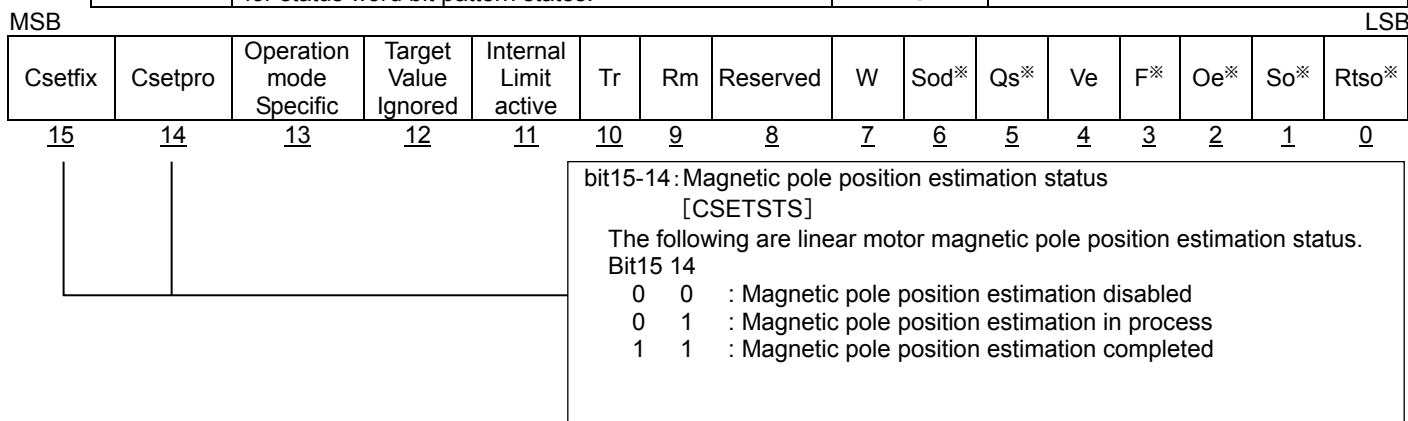 for status word bit pattern states.
MSB LSB
Csetfix Csetpro Operation mode Specific Target Value Ignored Internal Limit active Tr Rm Reserved W Sod※ Qs※ Ve F※ Oe※ So※ Rtso※
15 14 13 12 11 10 9 8 7 6 5 4 3 2 1 0
bit15-14:Magnetic pole position estimation status
[CSETSTS]
The following are linear motor magnetic pole position estimation status.
Bit15 14
0 0 : Magnetic pole position estimation disabled
0 1 : Magnetic pole position estimation in process
1 1 : Magnetic pole position estimation completed